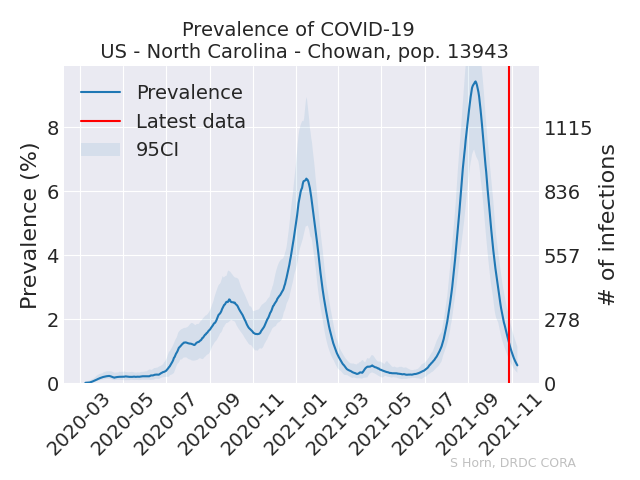 Prevalence of COVID-19
US - North Carolina - Chowan, pop. 13943
Prevalence
Latest data
95CI
Prevalence (%)
8
6
4
2
0
1115
836
557
278
0
# of infections
2020-03
2020-05
2020-07
2020-09
2020-11
2021-01
2021-03
2021-05
2021-07
2021-09
2021-11
S Horn, DRDC CORA